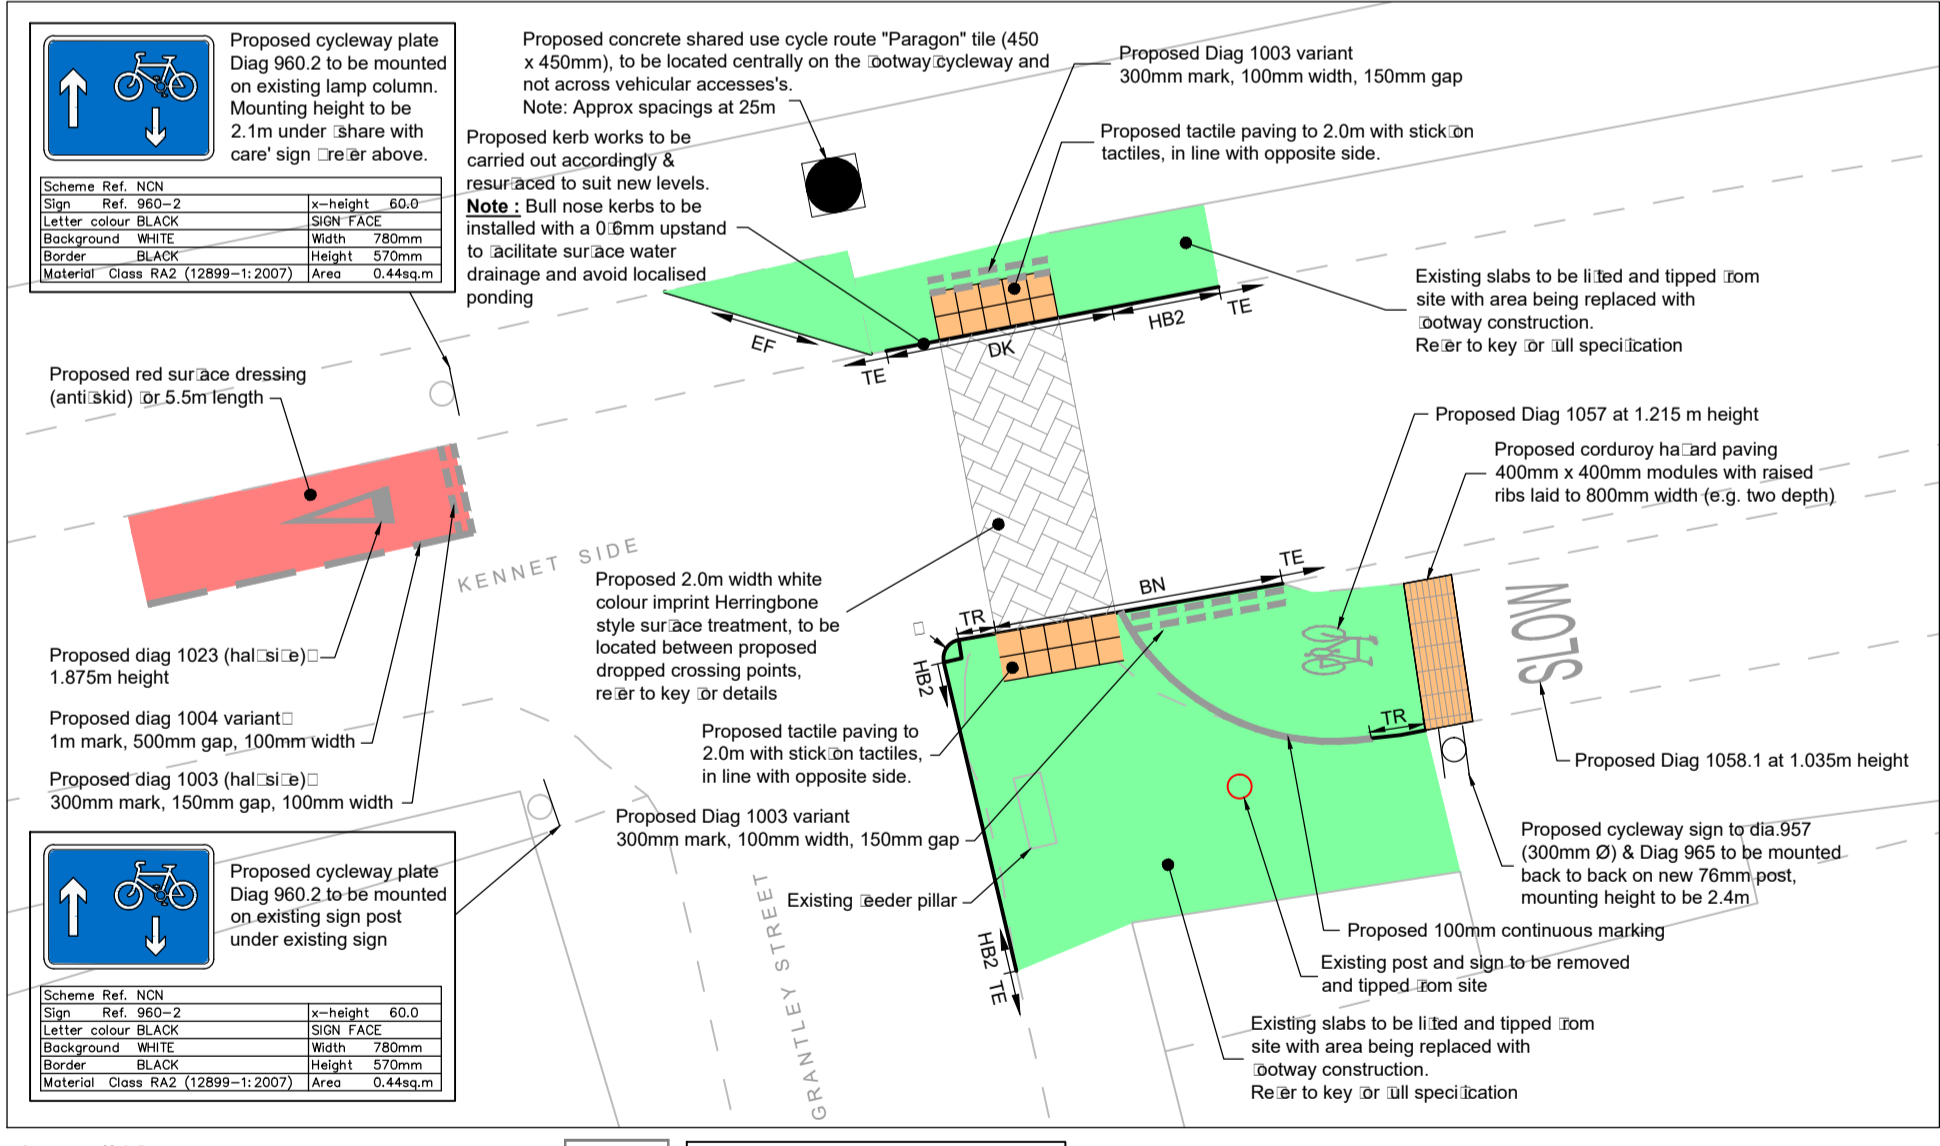 Proposed cycleway plate
Diag 960.2 to be mounted
on existing lamp column.
Mounting height to be
2.1m under □share with
care' sign □re□er above.
Scheme Ref. NCN
Sign Ref. 960-2 x-height 60.0
Letter colour BLACK SIGN FACE
Background WHITE Width 780mm
Border BLACK Height 570mm
Material Class RA2 (12899-1:2007) Area 0.44sq.m
Proposed concrete shared use cycle route "Paragon" tile (450
x 450mm), to be located centrally on the □ootway□cycleway and
not across vehicular accesses's.
Note: Approx spacings at 25m
Proposed kerb works to be
carried out accordingly &
resur□aced to suit new levels.
Note : Bull nose kerbs to be
installed with a 0□6mm upstand
to □acilitate sur□ace water
drainage and avoid localised
ponding
Proposed Diag 1003 variant
300mm mark, 100mm width, 150mm gap
Proposed tactile paving to 2.0m with stick□on
tactiles, in line with opposite side.
Existing slabs to be li□ted and tipped □rom
site with area being replaced with
□ootway construction.
Re□er to key □or □ull speci□ication
EF
TE
DK
HB2
TE
Proposed red sur□ace dressing
(anti□skid) □or 5.5m length
Proposed Diag 1057 at 1.215 m height
Proposed corduroy ha□ard paving
400mm x 400mm modules with raised
ribs laid to 800mm width (e.g. two depth)
KENNET SIDE
Proposed 2.0m width white
colour imprint Herringbone
style sur□ace treatment, to be
located between proposed
dropped crossing points,
re□er to key □or details
TR
BN
TE
□
HB2
TR
SLOW
Proposed diag 1023 (hal□si□e)□
1.875m height
Proposed diag 1004 variant□
1m mark, 500mm gap, 100mm width
Proposed diag 1003 (hal□si□e)□
300mm mark, 150mm gap, 100mm width
Proposed tactile paving to
2.0m with stick□on tactiles,
in line with opposite side.
Proposed Diag 1003 variant
300mm mark, 100mm width, 150mm gap
Existing □eeder pillar
Proposed Diag 1058.1 at 1.035m height
Proposed cycleway sign to dia.957
(300mm Ø) & Diag 965 to be mounted
back to back on new 76mm post,
mounting height to be 2.4m
Proposed 100mm continuous marking
Existing post and sign to be removed
and tipped □rom site
Existing slabs to be li□ted and tipped □rom
site with area being replaced with
□ootway construction.
Re□er to key □or □ull speci□ication
HB2
TE
GRANTLEY STREET
Proposed cycleway plate
Diag 960.2 to be mounted
on existing sign post
under existing sign
Scheme Ref. NCN
Sign Ref. 960-2 x-height 60.0
Letter colour BLACK SIGN FACE
Background WHITE Width 780mm
Border BLACK Height 570mm
Material Class RA2 (12899-1:2007) Area 0.44sq.m